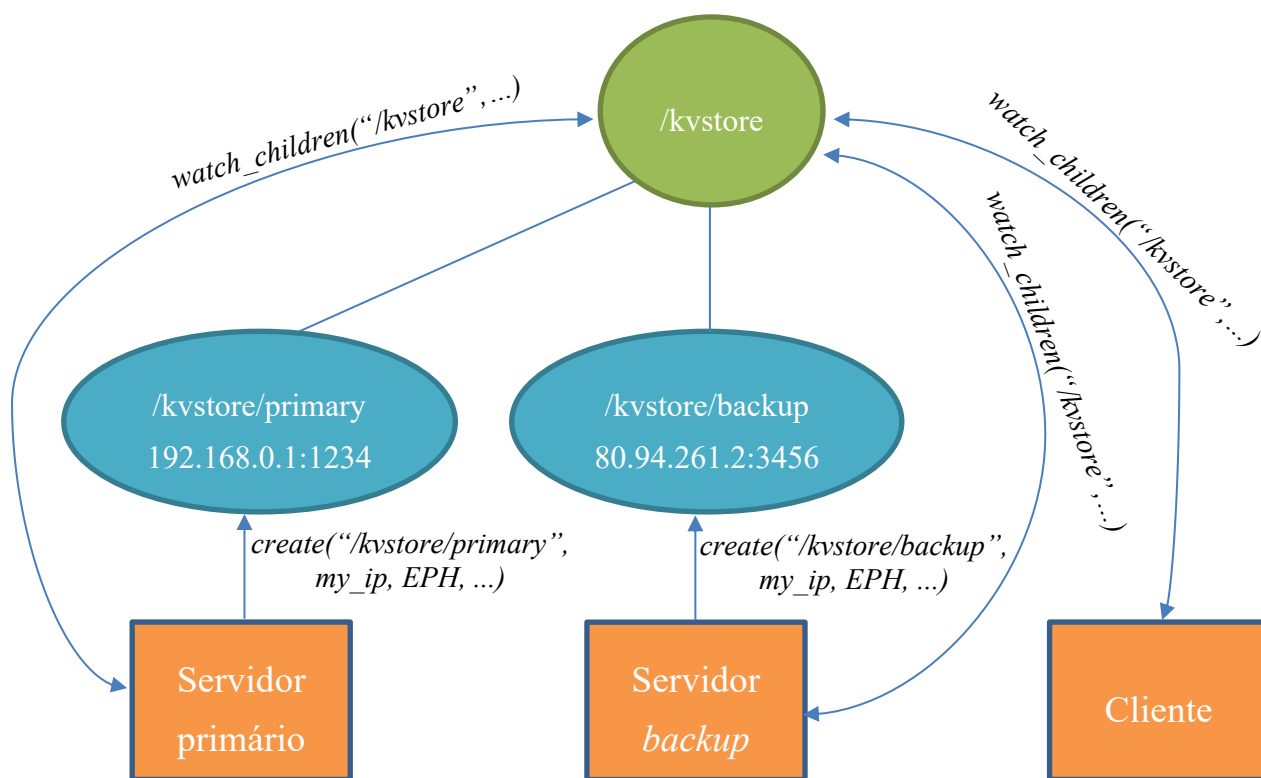 /kvstore
watch_children(“/kvstore”,...)
watch_children(“/kvstore”,...)
watch_children(“/kvstore”,...)
/kvstore/primary
192.168.0.1:1234
/kvstore/backup
80.94.261.2:3456
create(“/kvstore/primary”,
my_ip, EPH, ...)
create(“/kvstore/backup”,
my_ip, EPH, ...)
Servidor
primário
Servidor
backup
Cliente